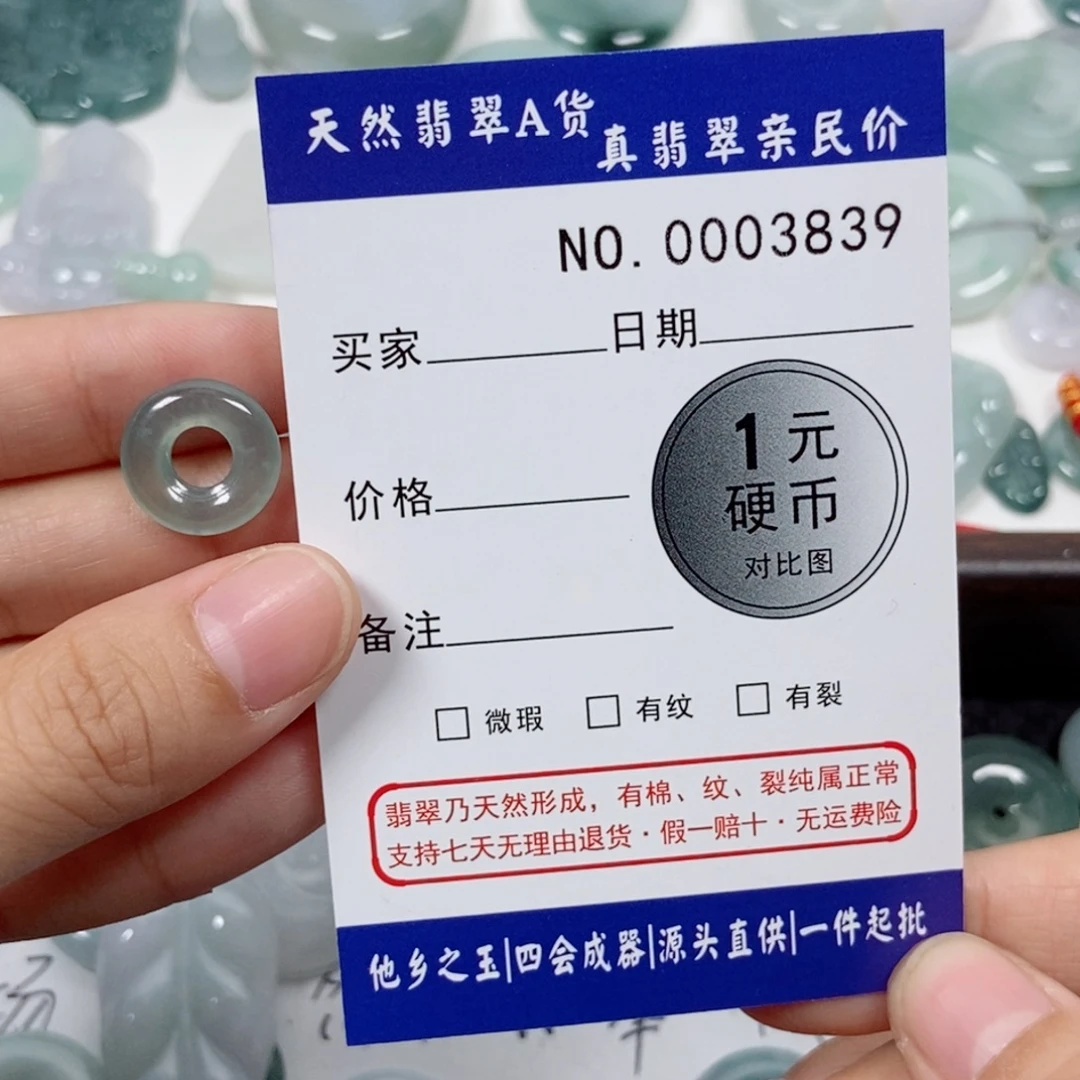 天然翡翠A货 真翡翠亲民价
NO. 0003839
买家 日期
1元
硬币
对比图
价格
备注
□ 微瑕 □ 有纹 □ 有裂
翡翠乃天然形成，有棉、纹、裂纯属正常
支持七天无理由退货·假一赔十·无运费险
他乡之玉|四会成器|源头直供|一件起批